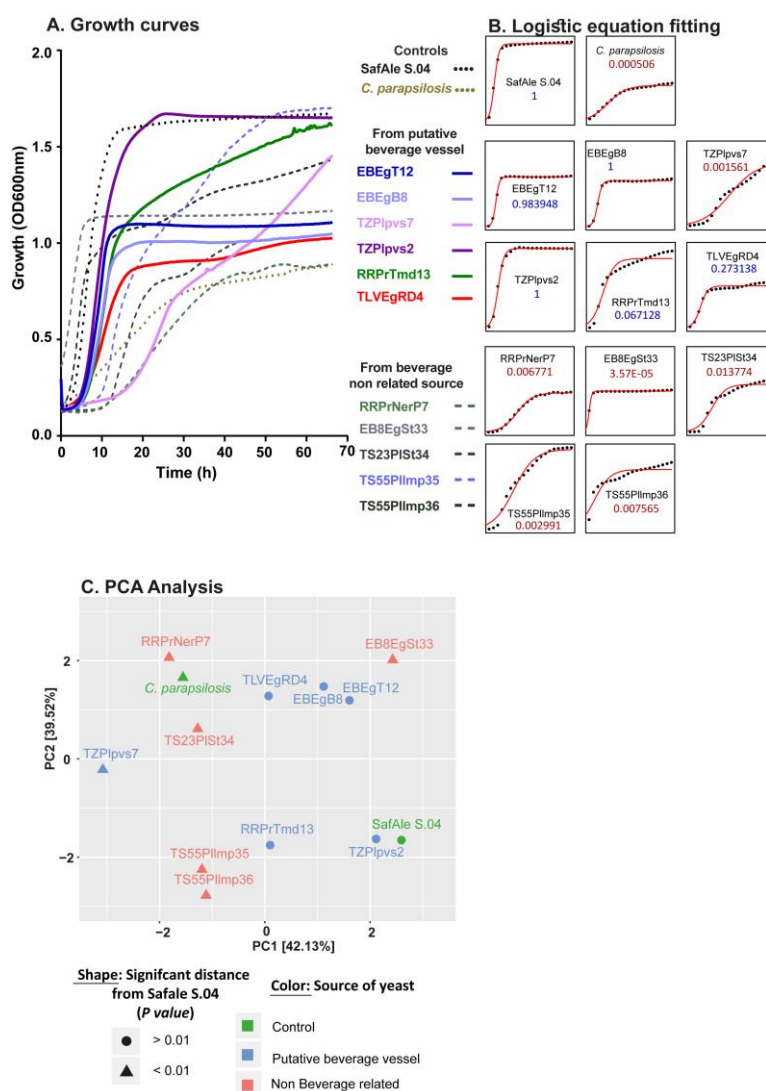 A. Growth curves
Growth (OD600nm)
2.0
1.5
1.0
0.5
0.0
0 10 20 30 40 50 60 70
Time (h)
Controls
SafAle S.04
C. parapsilosis
From putative
beverage
vessel
EBEgT12
EBEgB8
TZPlpvs7
TZPlpvs2
RRPrTmd13
TLVEgRD4
From beverage
non related source
RRPrNerP7
EB8EgSt33
TS23PlSt34
TS55PlImp35
TS55PlImp36
B. Logistic equation fitting
SafAle S.04
1
C. parapsilosis
0.000506
EBEgT12
0.983948
EBEgB8
1
TZPlpvs7
0.001561
TZPlpvs2
1
RRPrTmd13
0.067128
TLVEgRD4
0.273138
RRPrNerP7
0.006771
EB8EgSt33
3.57E-05
TS23PlSt34
0.013774
TS55PlImp35
0.002991
TS55PlImp36
0.007565
C. PCA Analysis
PC2 [39.52%]
2
0
−2
RRPrNerP7
C. parapsilosis
TS23PlSt34
TZPlpvs7
TLVEgRD4
EBEgB8
EBEgT12
EB8EgSt33
RRPrTmd13
SafAle S.04
TZPlpvs2
TS55PlImp35
TS55PlImp36
−2 0 2
PC1 [42.13%]
Shape: Signifcant distance
from Safale S.04
(P value)
> 0.01
< 0.01
Color: Source of yeast
Control
Putative beverage vessel
Non Beverage related